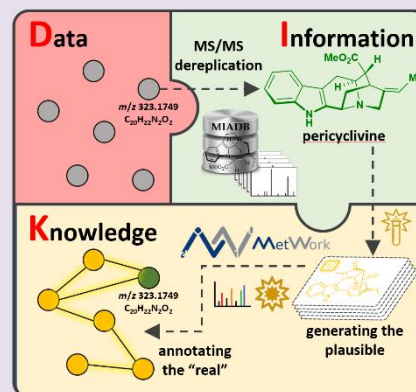 Data
m/z 323.1749
C₂₀H₂₂N₂O₂
MS/MS
dereplication
MIADB
Information
MeO₂C
H
H
N
H
N
pericyclivine
Knowledge
m/z 323.1749
C₂₀H₂₂N₂O₂
MetWork
annotating
the "real"
generating the
plausible